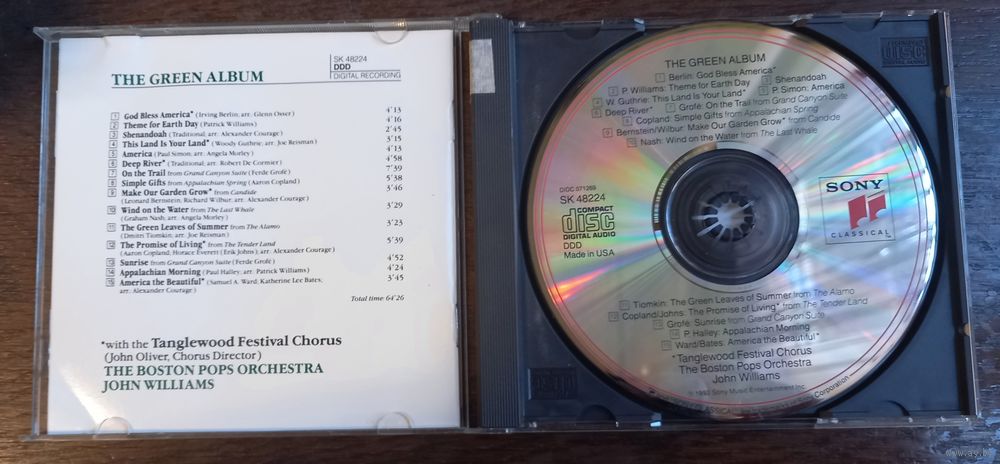 THE GREEN ALBUM
SK 48224
DDD
DIGITAL RECORDING
1 God Bless America* (Irving Berlin; arr: Glenn Osser) 4'13
2 Theme for Earth Day (Patrick Williams) 4'16
3 Shenandoah (Traditional; arr: Alexander Courage) 2'45
4 This Land Is Your Land* (Woody Guthrie; arr: Joe Reisman) 3'15
5 America (Paul Simon; arr: Angela Morley) 4'13
6 Deep River* (Traditional; arr: Robert De Cormier) 4'58
7 On the Trail from Grand Canyon Suite (Ferde Grofé) 7'39
8 Simple Gifts from Appalachian Spring (Aaron Copland) 5'38
9 Make Our Garden Grow* from Candide 3'46
(Leonard Bernstein, Richard Wilbur; arr: Alexander Courage)
10 Wind on the Water from The Last Whale 3'29
(Graham Nash; arr: Angela Morley)
11 The Green Leaves of Summer from The Alamo 3'23
(Dmitri Tiomkin; arr: Joe Reisman)
12 The Promise of Living* from The Tender Land 5'39
(Aaron Copland; Horace Everett (Erik Johns); arr: Alexander Courage)
13 Sunrise from Grand Canyon Suite (Ferde Grofé) 4'52
14 Appalachian Morning (Paul Halley; arr: Patrick Williams) 4'24
15 America the Beautiful* (Samuel A. Ward, Katherine Lee Bates; 3'45
arr: Alexander Courage)
Total time: 64'26
*with the Tanglewood Festival Chorus
(John Oliver, Chorus Director)
THE BOSTON POPS ORCHESTRA
JOHN WILLIAMS
THE GREEN ALBUM
1 Berlin: God Bless America*
2 P. Williams: Theme for Earth Day 3 Shenandoah
4 W. Guthrie: This Land Is Your Land* 5 P. Simon: America
6 Deep River* 7 Grofé: On the Trail from Grand Canyon Suite
8 Copland: Simple Gifts from Appalachian Spring*
9 Bernstein/Wilbur: Make Our Garden Grow* from Candide
10 Nash: Wind on the Water from The Last Whale
DIDC 071269
SK 48224
COMPACT
disc
DIGITAL AUDIO
DDD
Made in USA
SONY
CLASSICAL™
11 Tiomkin: The Green Leaves of Summer from The Alamo
12 Copland/Johns: The Promise of Living* from The Tender Land
13 Grofé: Sunrise from Grand Canyon Suite
14 P. Halley: Appalachian Morning
15 Ward/Bates: America the Beautiful*
*Tanglewood Festival Chorus
The Boston Pops Orchestra
John Williams
℗ 1992 Sony Music Entertainment Inc.
Corporation
disc
www.ay.by